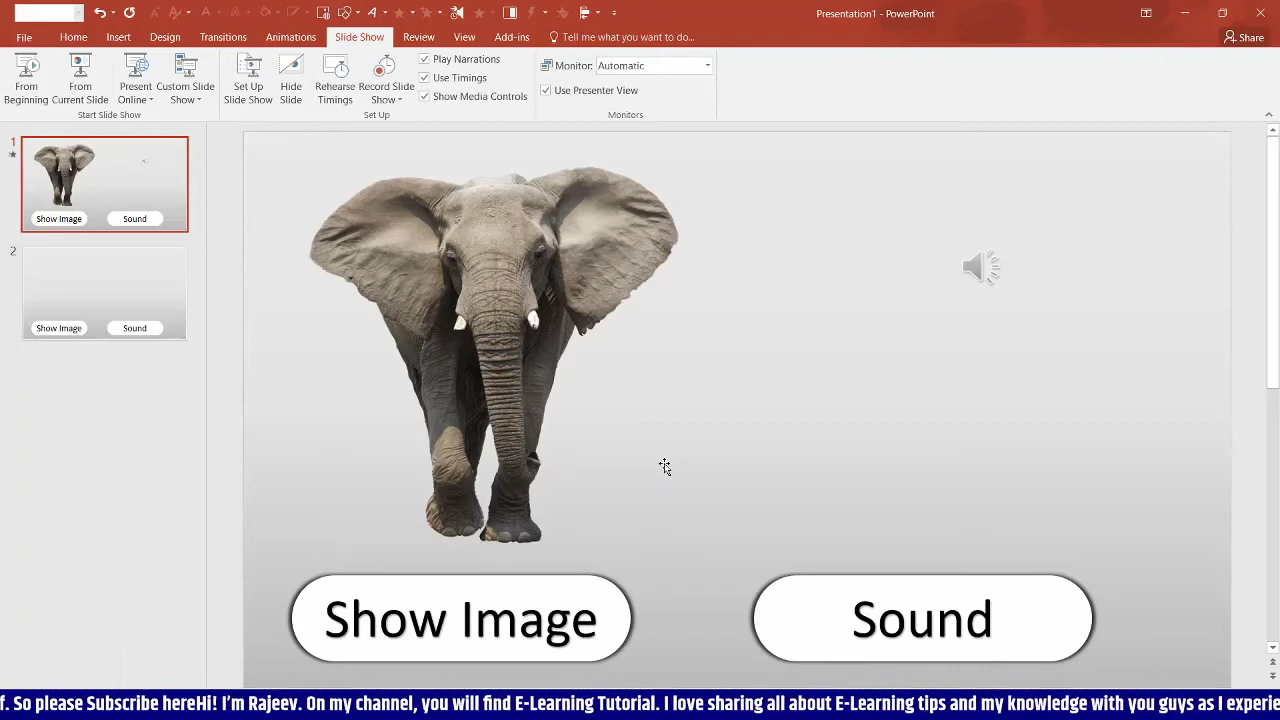 Presentation1 - PowerPoint
File Home Insert Design Transitions Animations Slide Show Review View Add-ins Tell me what you want to do... Share
From Beginning
From Current Slide
Present Online
Custom Slide Show
Start Slide Show
Set Up Slide Show
Hide Slide
Rehearse Timings
Record Slide Show
Play Narrations
Use Timings
Show Media Controls
Set Up
Monitor: Automatic
Use Presenter View
Monitors
1
Show Image Sound
2
Show Image Sound
Show Image Sound
f. So please Subscribe hereHi! I'm Rajeev. On my channel, you will find E-Learning Tutorial. I love sharing all about E-Learning tips and my knowledge with you guys as I experie